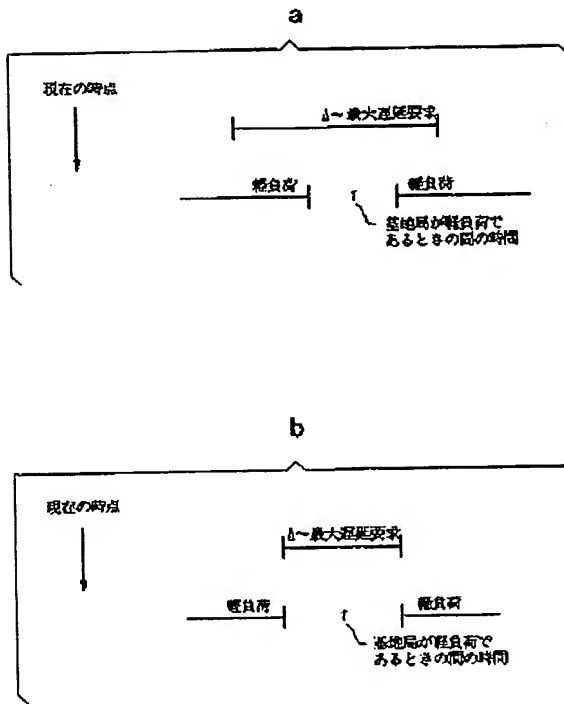 a
現在の時点
Δ～最大遅延要求
軽負荷
軽負荷
τ
基地局が軽負荷で
あるときの間の時間
b
現在の時点
Δ～最大遅延要求
軽負荷
軽負荷
τ
基地局が軽負荷で
あるときの間の時間